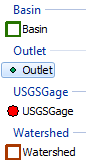 Basin
Basin
Outlet
Outlet
USGSGage
USGSGage
Watershed
Watershed